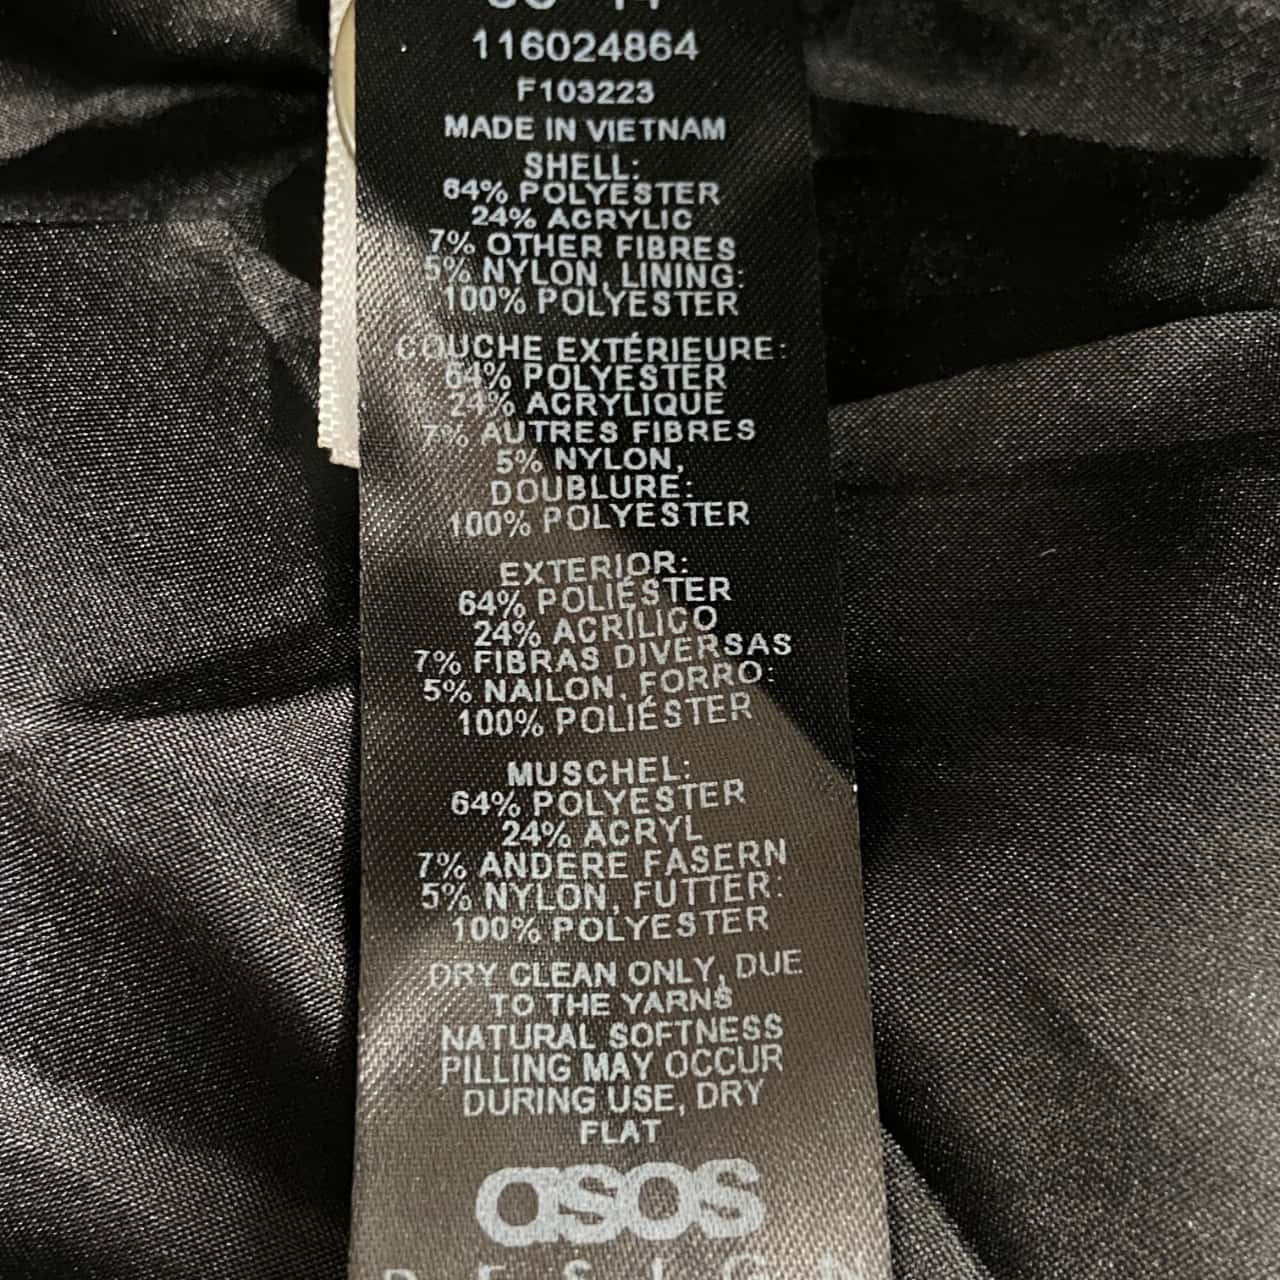 116024864
F103223
MADE IN VIETNAM
SHELL:
64% POLYESTER
24% ACRYLIC
7% OTHER FIBRES
5% NYLON, LINING:
100% POLYESTER
COUCHE EXTÉRIEURE:
64% POLYESTER
24% ACRYLIQUE
7% AUTRES FIBRES
5% NYLON,
DOUBLURE:
100% POLYESTER
EXTERIOR:
64% POLIÉSTER
24% ACRÍLICO
7% FIBRAS DIVERSAS
5% NAILON, FORRO:
100% POLIÉSTER
MUSCHEL:
64% POLYESTER
24% ACRYL
7% ANDERE FASERN
5% NYLON, FUTTER:
100% POLYESTER
DRY CLEAN ONLY, DUE
TO THE YARNS
NATURAL SOFTNESS
PILLING MAY OCCUR
DURING USE, DRY
FLAT
asos
DESIGN